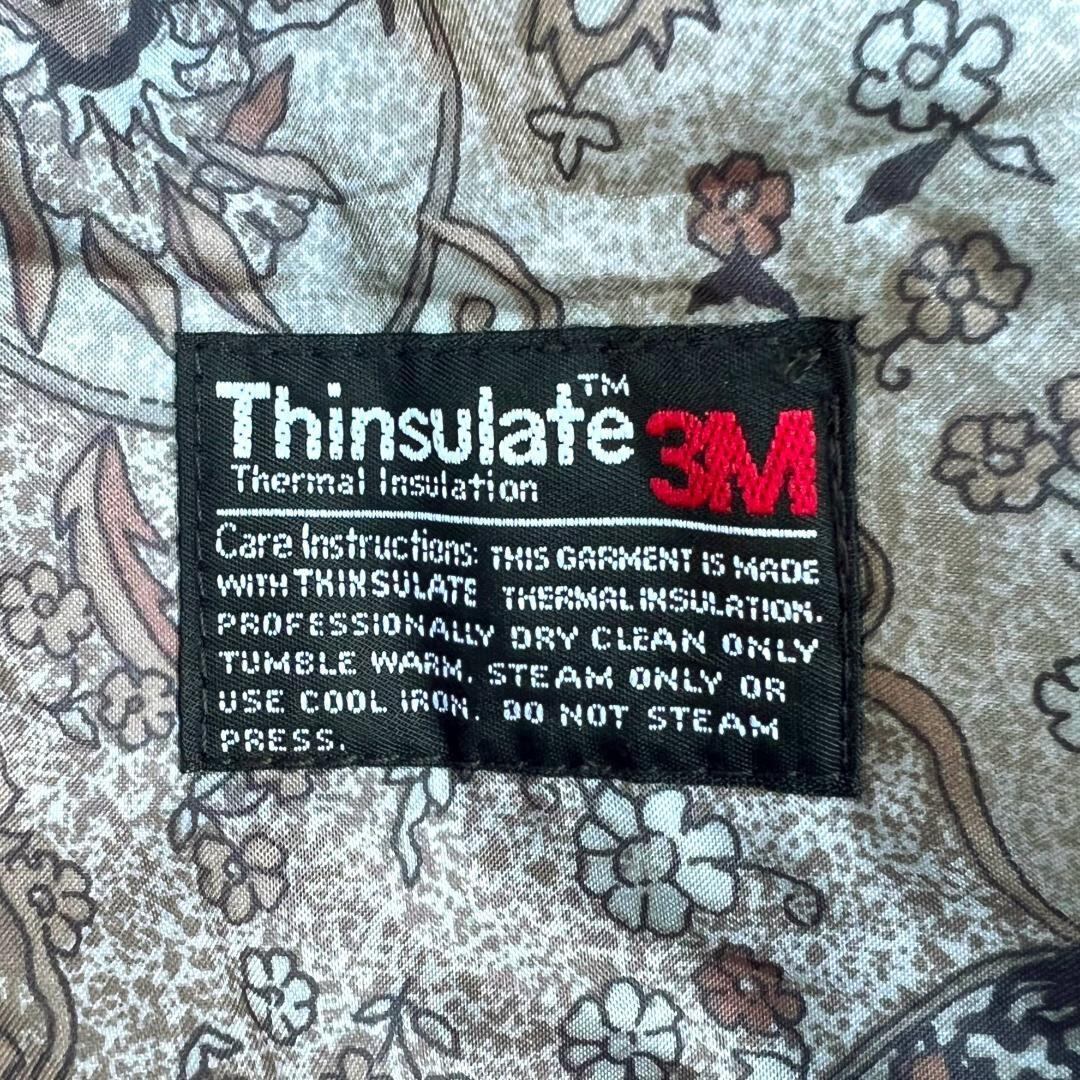 Thinsulate™ 3M
Thermal Insulation
Care Instructions: THIS GARMENT IS MADE
WITH THINSULATE THERMAL INSULATION.
PROFESSIONALLY DRY CLEAN ONLY
TUMBLE WARM. STEAM ONLY OR
USE COOL IRON. DO NOT STEAM
PRESS.